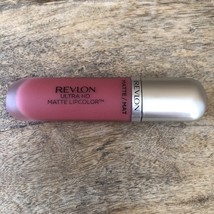 REVLON
ULTRA HD
MATTE LIPCOLOR™
MATTE / MAT
REVLON